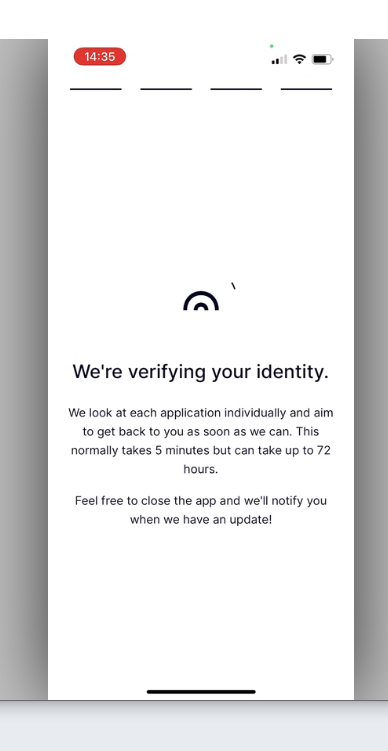 14:35
We're verifying your identity.
We look at each application individually and aim
to get back to you as soon as we can. This
normally takes 5 minutes but can take up to 72
hours.
Feel free to close the app and we'll notify you
when we have an update!